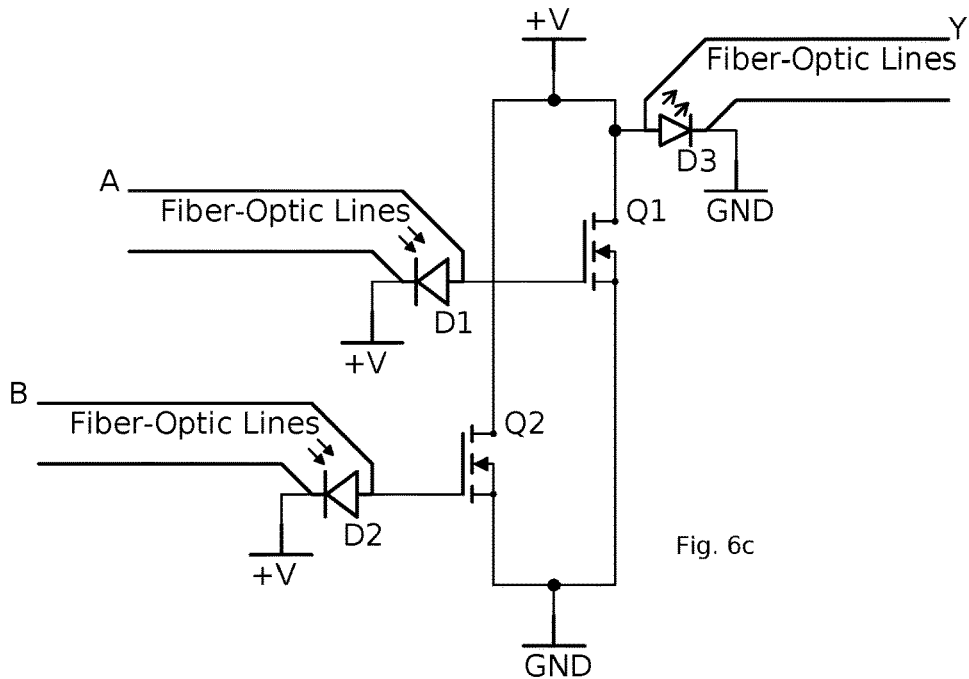 +V
Y
Fiber-Optic Lines
D3
GND
A
Fiber-Optic Lines
Q1
D1
+V
B
Fiber-Optic Lines
Q2
D2
+V
Fig. 6c
GND